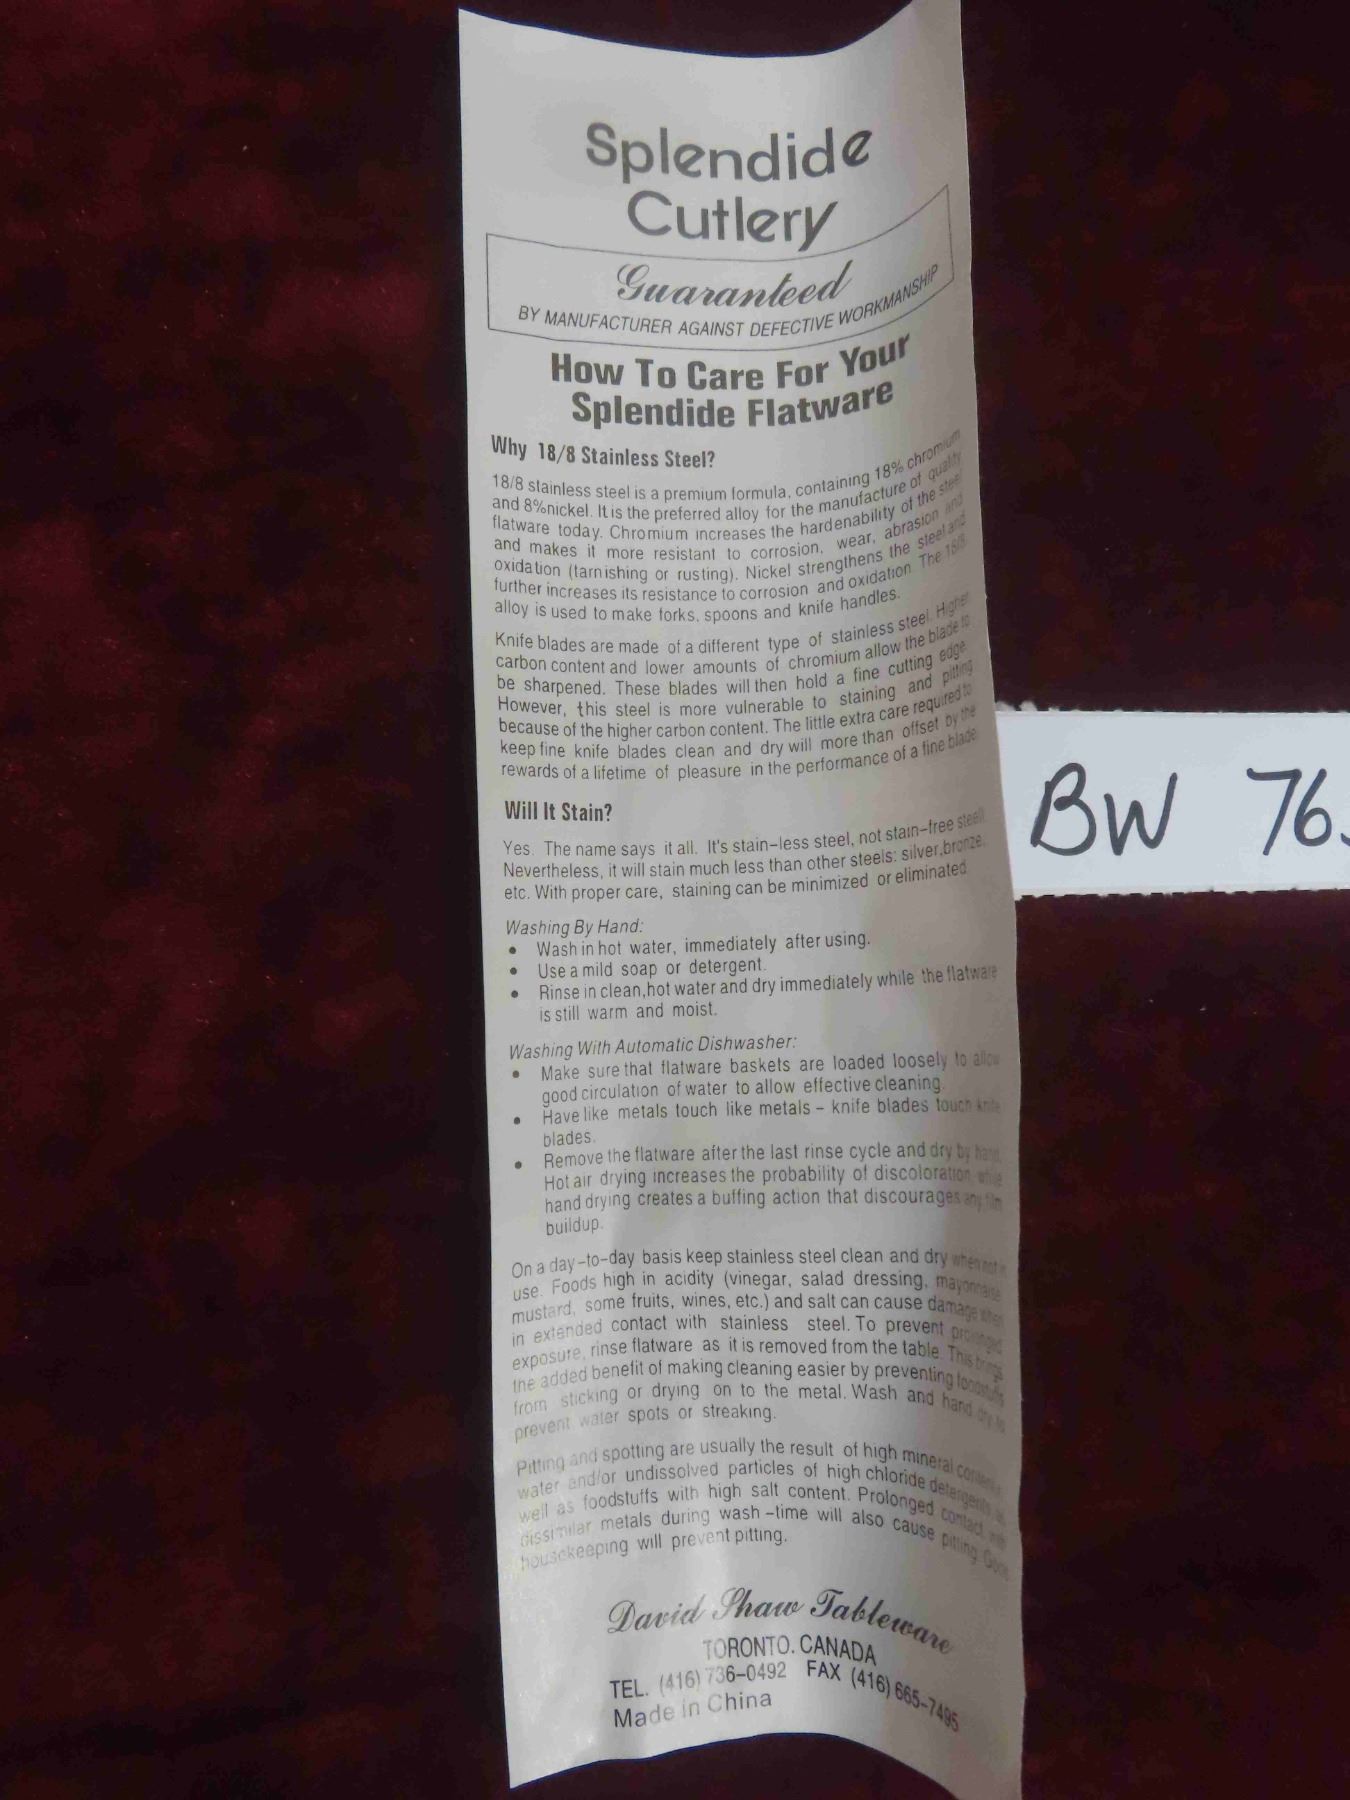 Splendide
Cutlery
Guaranteed
BY MANUFACTURER AGAINST DEFECTIVE WORKMANSHIP
How To Care For Your
Splendide Flatware
Why 18/8 Stainless Steel?
18/8 stainless steel is a premium formula, containing 18% chromium
and 8%nickel. It is the preferred alloy for the manufacture of quality
flatware today. Chromium increases the hardenability of the steel
and makes it more resistant to corrosion, wear, abrasion and
oxidation (tarnishing or rusting). Nickel strengthens the steel and
further increases its resistance to corrosion and oxidation. The 18/8
alloy is used to make forks, spoons and knife handles.
Knife blades are made of a different type of stainless steel. Higher
carbon content and lower amounts of chromium allow the blade to
be sharpened. These blades will then hold a fine cutting edge.
However, this steel is more vulnerable to staining and pitting
because of the higher carbon content. The little extra care required to
keep fine knife blades clean and dry will more than offset by the
rewards of a lifetime of pleasure in the performance of a fine blade.
Will It Stain?
Yes. The name says it all. It's stain-less steel, not stain-free steel.
Nevertheless, it will stain much less than other steels: silver,bronze.
etc. With proper care, staining can be minimized or eliminated.
Washing By Hand:
• Wash in hot water, immediately after using.
• Use a mild soap or detergent.
• Rinse in clean,hot water and dry immediately while the flatware
is still warm and moist.
Washing With Automatic Dishwasher:
• Make sure that flatware baskets are loaded loosely to allow
good circulation of water to allow effective cleaning.
• Have like metals touch like metals - knife blades touch knife
blades.
• Remove the flatware after the last rinse cycle and dry by hand.
Hot air drying increases the probability of discoloration, while
hand drying creates a buffing action that discourages any film
buildup.
On a day-to-day basis keep stainless steel clean and dry when not in
use. Foods high in acidity (vinegar, salad dressing, mayonnaise
mustard, some fruits, wines, etc.) and salt can cause damage when
in extended contact with stainless steel. To prevent prolonged
exposure, rinse flatware as it is removed from the table. This brings
the added benefit of making cleaning easier by preventing foodstuffs
from sticking or drying on to the metal. Wash and hand dry to
prevent water spots or streaking.
Pitting and spotting are usually the result of high mineral content
water and/or undissolved particles of high chloride detergents as
well as foodstuffs with high salt content. Prolonged contact with
dissimilar metals during wash-time will also cause pitting. Good
housekeeping will prevent pitting.
David Shaw Tableware
TORONTO. CANADA
TEL. (416) 736-0492 FAX (416) 665-7495
Made in China
BW 76